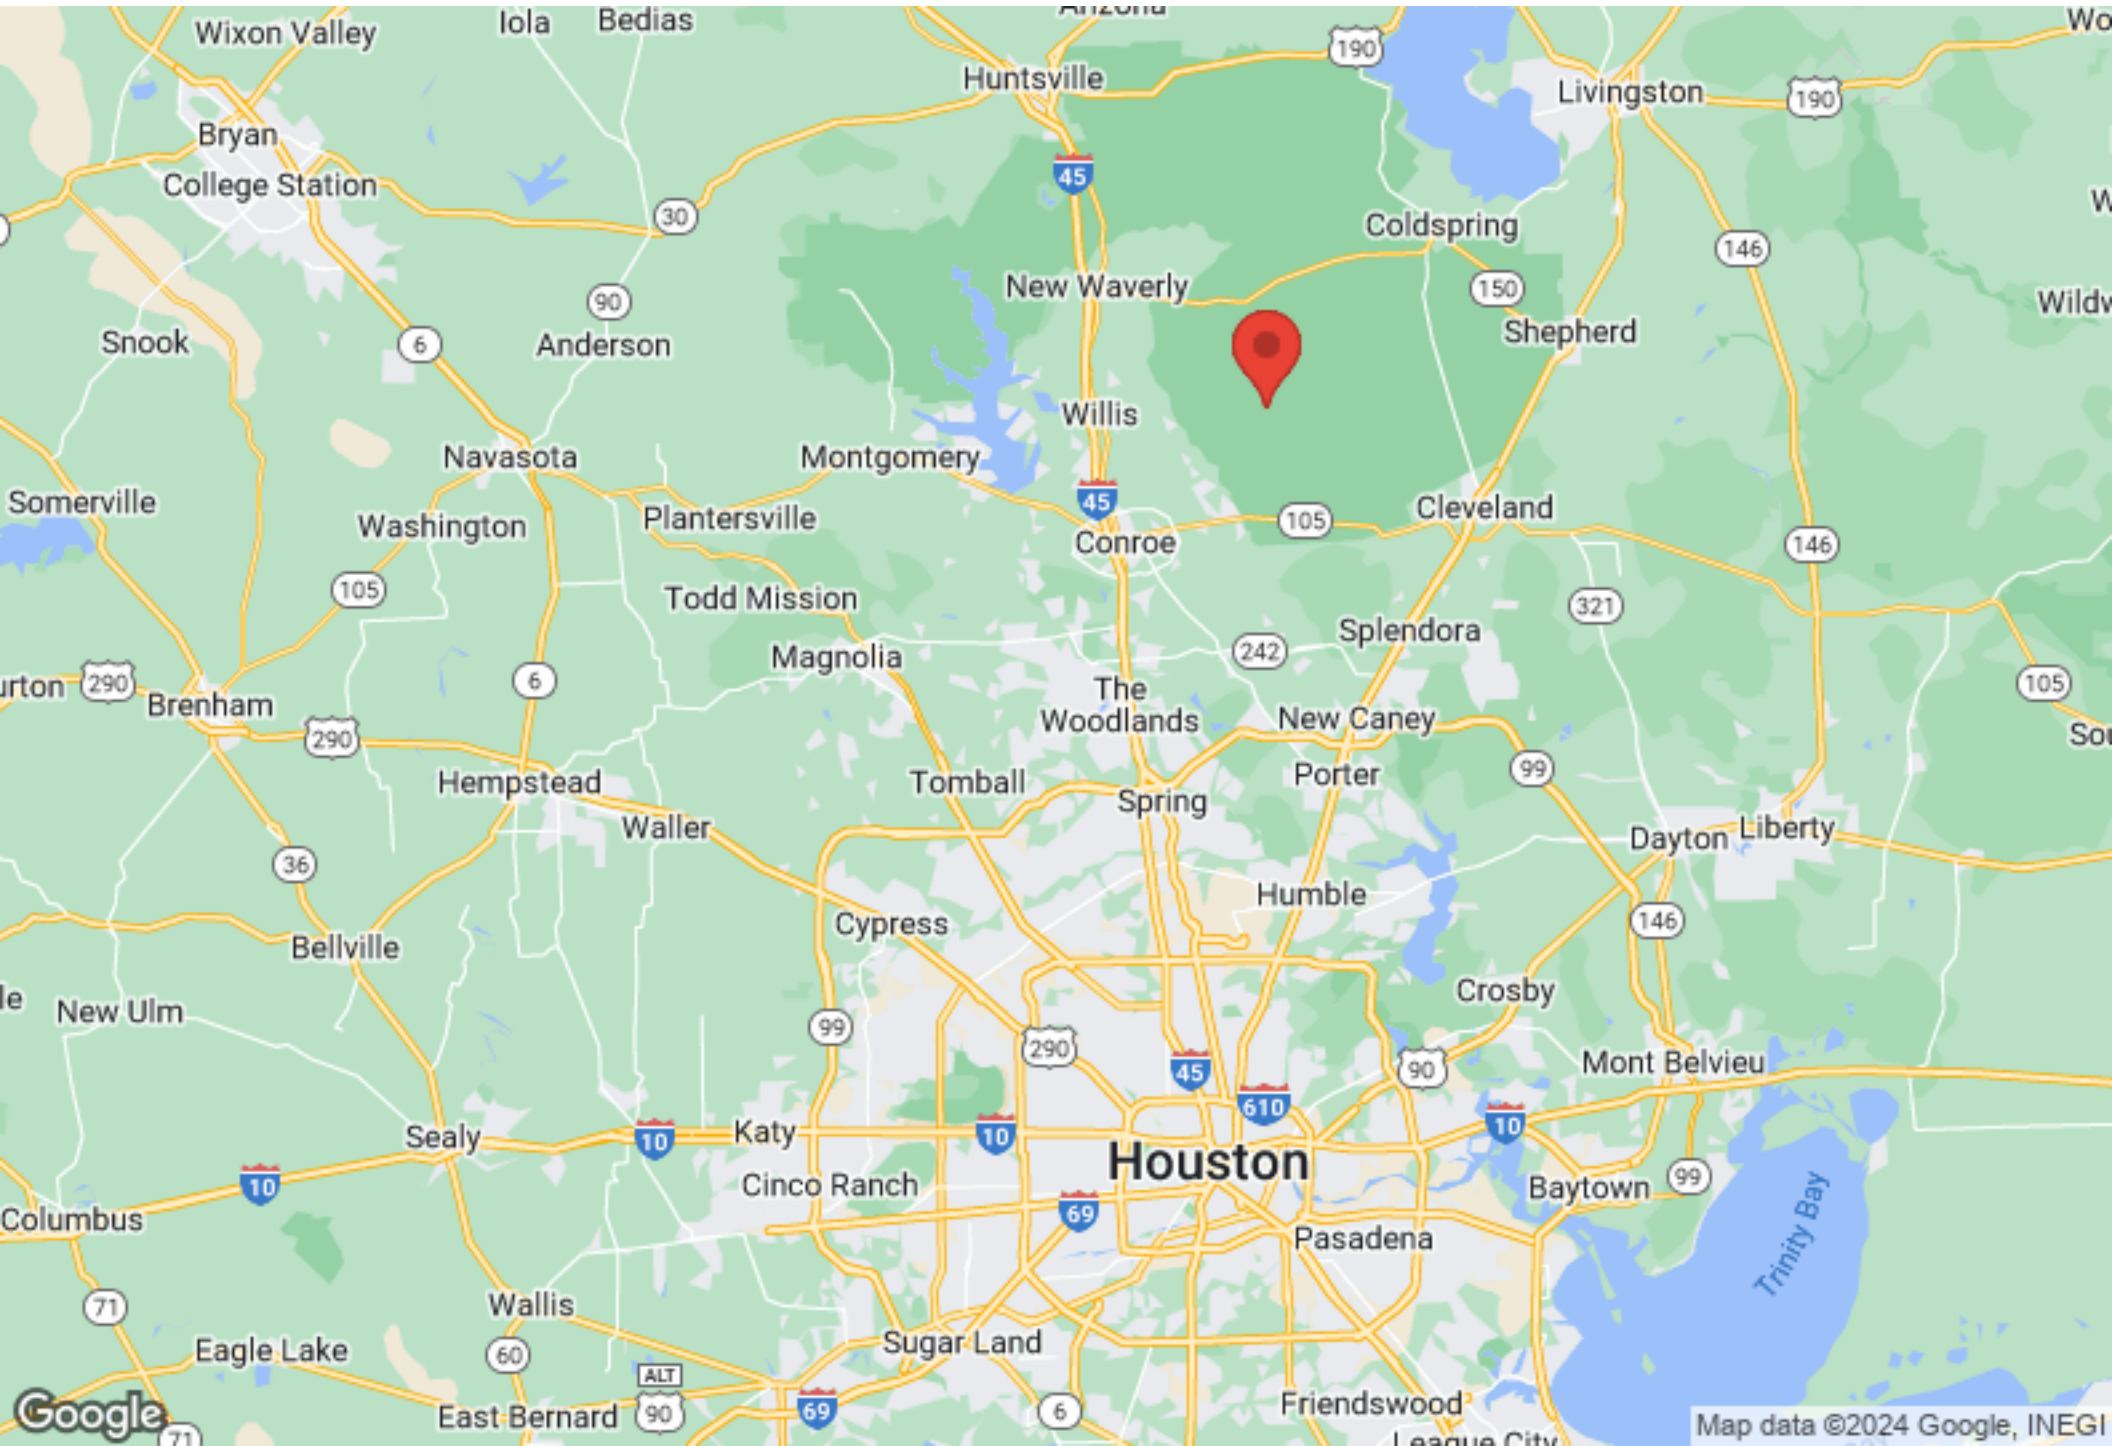 Wixon Valley
Iola
Bedias
Arizona
190
Huntsville
Livingston
190
Bryan
College Station
45
30
Coldspring
146
New Waverly
150
90
Snook
6
Anderson
Shepherd
Willis
Navasota
Montgomery
45
Somerville
Washington
Plantersville
105
Cleveland
Conroe
146
105
Todd Mission
321
Splendora
242
Magnolia
290
6
105
Brenham
The
Woodlands
New Caney
290
Hempstead
Tomball
Porter
99
Spring
Waller
Dayton
Liberty
36
Humble
Cypress
146
Bellville
Crosby
New Ulm
99
290
45
90
Mont Belvieu
610
Sealy
10
Katy
10
10
Houston
10
Cinco Ranch
Baytown
99
Columbus
69
Pasadena
Trinity Bay
71
Wallis
Sugar Land
Eagle Lake
60
ALT
90
East Bernard
69
6
Friendswood
Google
71
League City
Map data ©2024 Google, INEGI